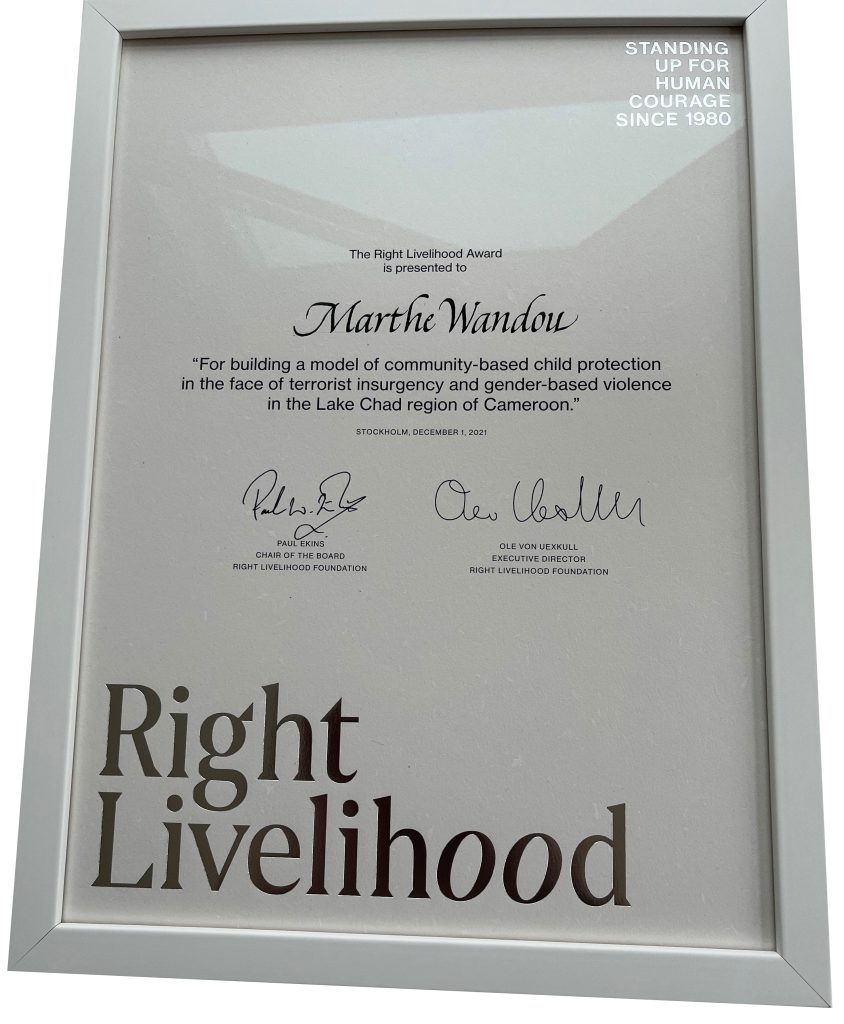 STANDING
UP FOR
HUMAN
COURAGE
SINCE 1980
The Right Livelihood Award
is presented to
Marthe Wandou
“For building a model of community-based child protection
in the face of terrorist insurgency and gender-based violence
in the Lake Chad region of Cameroon.”
STOCKHOLM, DECEMBER 1, 2021
PAUL EKINS
CHAIR OF THE BOARD
RIGHT LIVELIHOOD FOUNDATION
OLE VON UEXKULL
EXECUTIVE DIRECTOR
RIGHT LIVELIHOOD FOUNDATION
Right
Livelihood